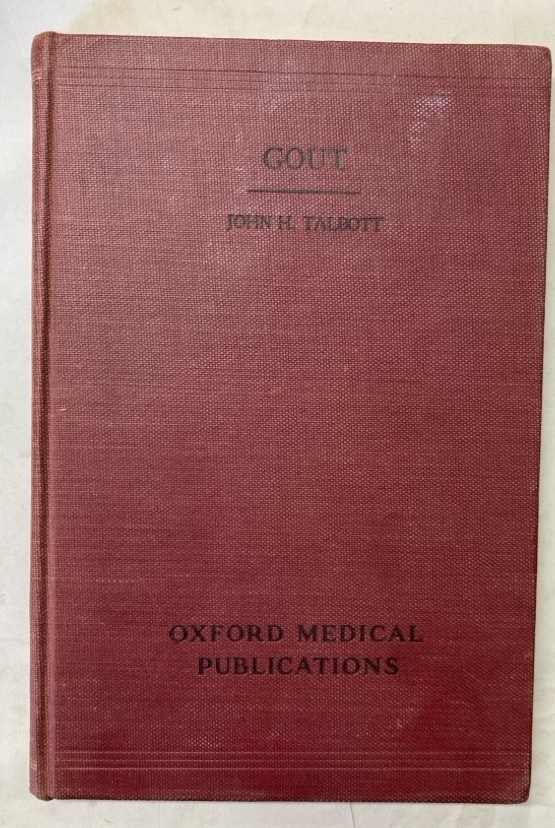 GOUT
JOHN H. TALBOTT
OXFORD MEDICAL
PUBLICATIONS